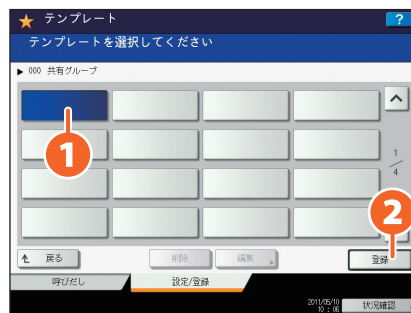 テンプレート ?
テンプレートを選択してください
▶ 000 共有グループ
1
1
/
4
2
戻る 削除 編集 登録
呼びだし 設定/登録
2011/05/10
10 : 06 状況確認